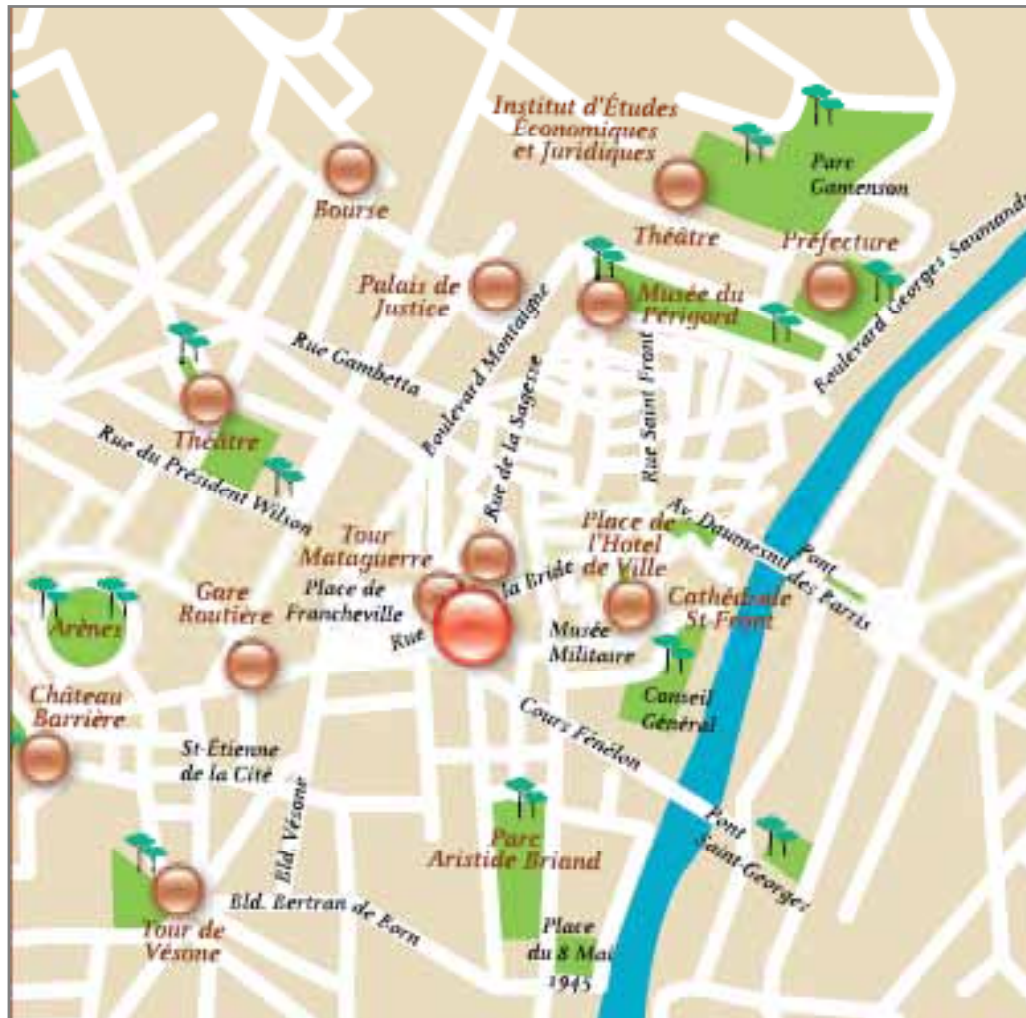 Institut d'Études
Économiques
et Juridiques
Parc
Gamenson
Bourse
Théâtre
Préfecture
Boulevard Georges Saumande
Palais de
Justice
Musée du
Périgord
Rue Gambetta
Boulevard Montaigne
Rue de la Sagesse
Rue Saint Front
Théâtre
Rue du Président Wilson
Av. Daumesnil
Pont
des Barris
Tour
Mataguerre
Place de
l'Hotel
de Ville
Place de
Francheville
Rue la Bride
Gare
Routière
Arènes
Cathédrale
St-Front
Musée
Militaire
Château
Barrière
Conseil
Général
Cours Fénélon
St-Étienne
de la Cité
Bld. Vésone
Parc
Aristide Briand
Pont
Saint-Georges
Bld. Bertran de Born
Tour de
Vésone
Place
du 8 Mai
1945